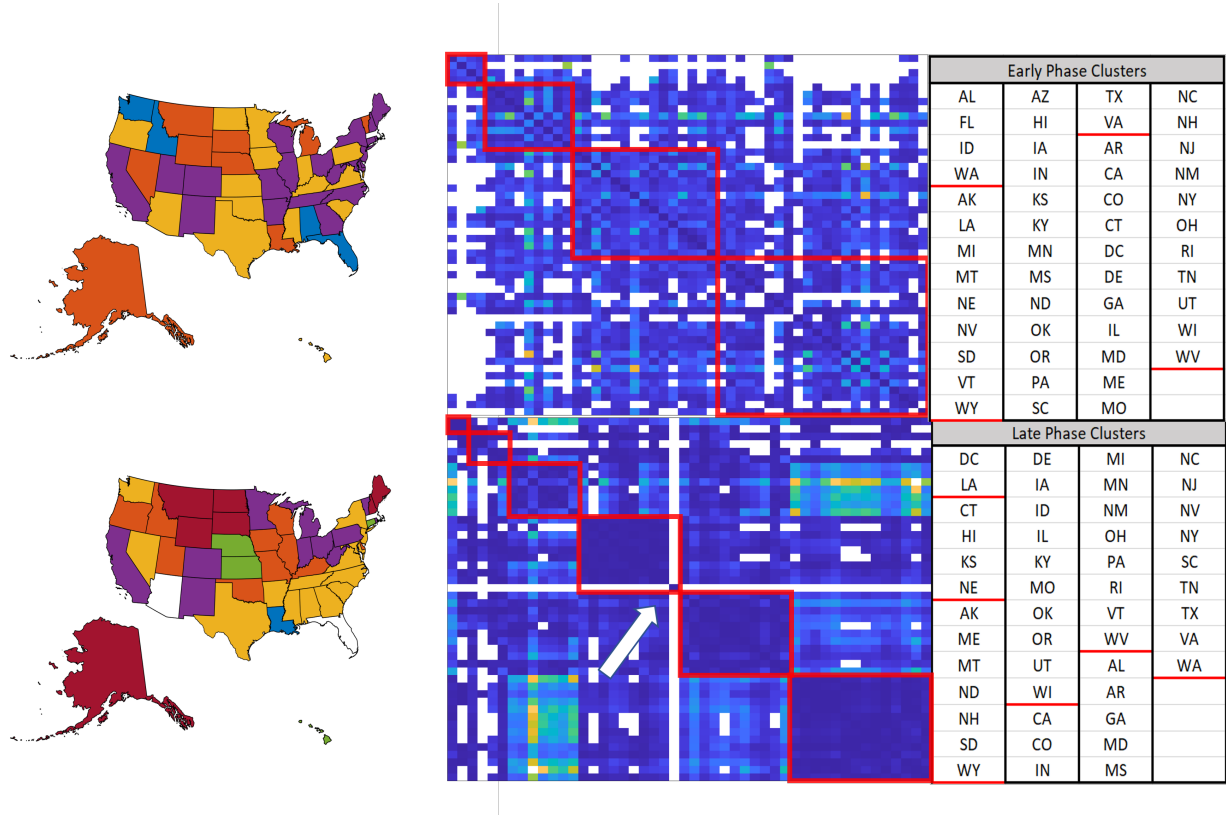 Early Phase Clusters
AL AZ TX NC
FL HI VA NH
ID IA AR NJ
WA IN CA NM
AK KS CO NY
LA KY CT OH
MI MN DC RI
MT MS DE TN
NE ND GA UT
NV OK IL WI
SD OR MD WV
VT PA ME
WY SC MO
Late Phase Clusters
DC DE MI NC
LA IA MN NJ
CT ID NM NV
HI IL OH NY
KS KY PA SC
NE MO RI TN
AK OK VT TX
ME OR WV VA
MT UT AL WA
ND WI AR
NH CA GA
SD CO MD
WY IN MS